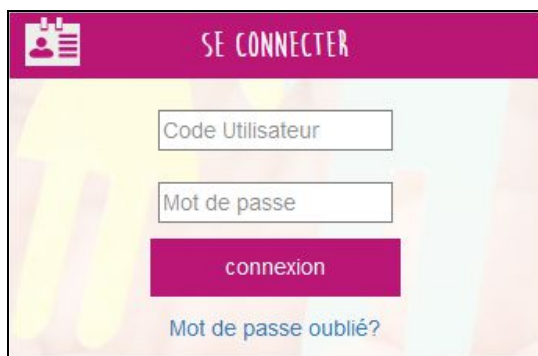 SE CONNECTER
Code Utilisateur
Mot de passe
connexion
Mot de passe oublié?